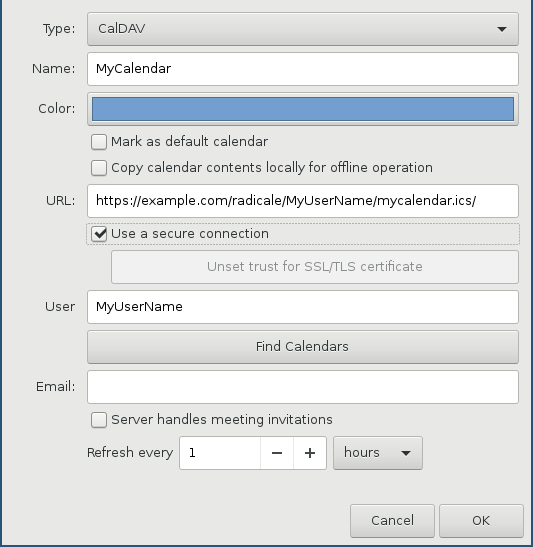 Type: CalDAV
Name: MyCalendar
Color:
Mark as default calendar
Copy calendar contents locally for offline operation
URL: https://example.com/radicale/MyUserName/mycalendar.ics/
Use a secure connection
Unset trust for SSL/TLS certificate
User MyUserName
Find Calendars
Email:
Server handles meeting invitations
Refresh every 1 − + hours
Cancel OK